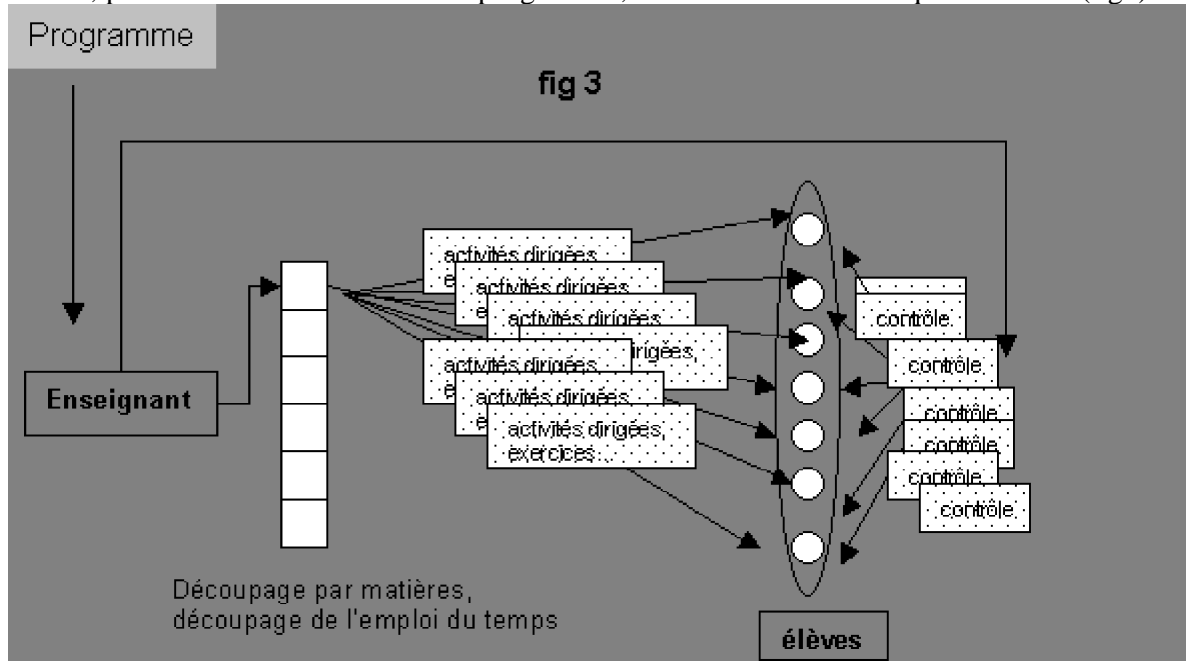 Programme
fig 3
activités dirigées,
activités dirigées,
activités dirigées,
irigées,
activités dirigées,
activités dirigées,
activités dirigées,
exercices...
contrôle
contrôle
contrôle
contrôle
contrôle
contrôle
Enseignant
Découpage par matières,
découpage de l'emploi du temps
élèves